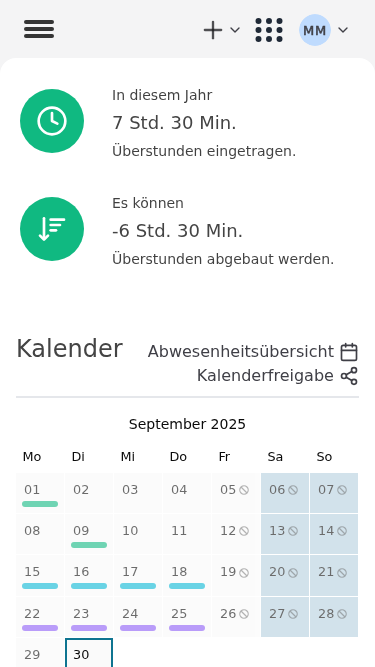 MM
In diesem Jahr
7 Std. 30 Min.
Überstunden eingetragen.
Es können
-6 Std. 30 Min.
Überstunden abgebaut werden.
Kalender
Abwesenheitsübersicht
Kalenderfreigabe
September 2025
Mo Di Mi Do Fr Sa So
01 02 03 04 05 06 07
08 09 10 11 12 13 14
15 16 17 18 19 20 21
22 23 24 25 26 27 28
29 30